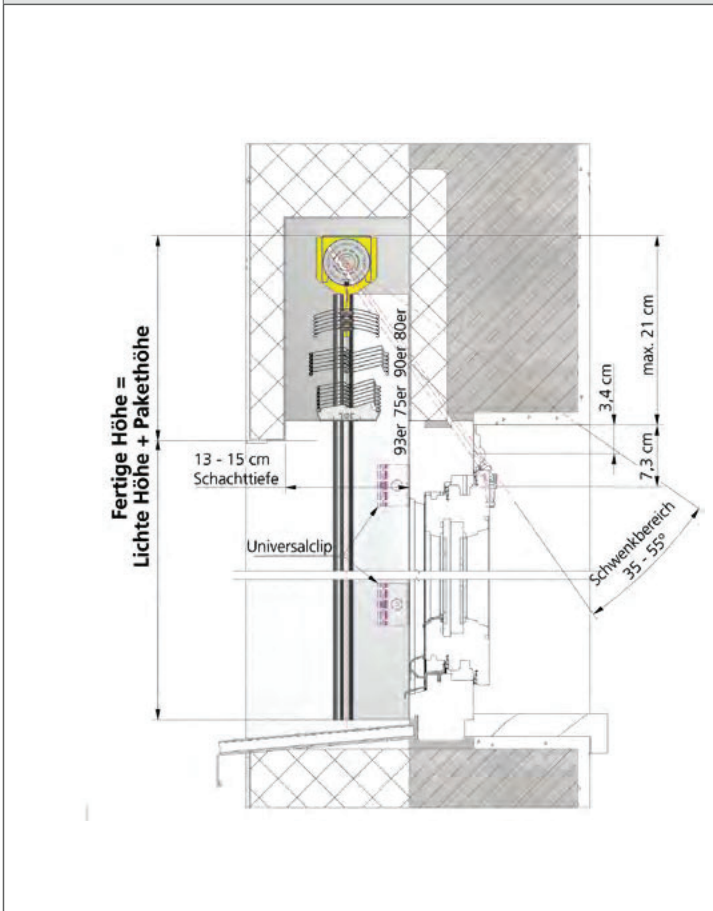 Fertige Höhe =
Lichte Höhe + Pakethöhe
93er 75er 90er 80er
max. 21 cm
3,4 cm
7,3 cm
13 - 15 cm
Schachttiefe
Universalclip
Schwenkbereich
35 - 55º